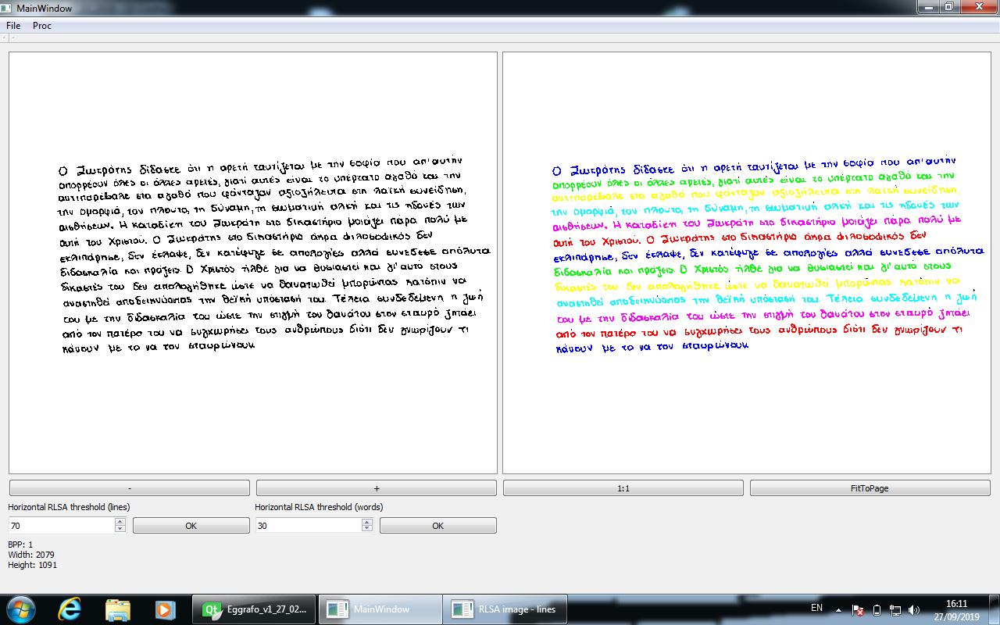 MainWindow
File Proc
Ο Σωκράτης δίδασκε ότι η αρετή ταυτίζεται με την σοφία που απ'αυτήν
απορρέουν όλες οι άλλες αρετές, γιατί αυτές είναι το υπέρτατο αγαθό και την
αντιπαρέβαλε στα αγαθά που φάνταζαν αξιοζήλευτα στη λαϊκή συνείδηση,
την ομορφιά, τον πλούτο, τη δύναμη, τη σωματική αλκή και τις ηδονές των
αισθήσεων. Η καταδίκη του Σωκράτη στο δικαστήριο μοιάζει πάρα πολύ με
αυτή του Χριστού. Ο Σωκράτης στο δικαστήριο άκρα φιλοσοφικός δεν
εκλιπάρησε, δεν έκλαψε, δεν κατέφυγε σε απολογίες αλλά συνέδεσε απόλυτα
διδασκαλία και πράξεις. Ο Χριστός ήλθε για να θυσιαστεί και γι'αυτό στους
δικαστές του δεν απολογήθηκε ώστε να θανατωθεί μπορώντας κατόπιν να
αναστηθεί αποδεικνύοντας την θεϊκή υπόστασή του. Τέλεια συνδεδεμένη η ζωή
του με την διδασκαλία του ώστε την στιγμή του θανάτου στον σταυρό ζητάει
από τον πατέρα του να συγχωρήσει τους ανθρώπους διότι δεν γνωρίζουν τι
κάνουν με το να τον σταυρώνουν
Ο Σωκράτης δίδασκε ότι η αρετή ταυτίζεται με την σοφία που απ'αυτήν
απορρέουν όλες οι άλλες αρετές, γιατί αυτές είναι το υπέρτατο αγαθό και την
αντιπαρέβαλε στα αγαθά που φάνταζαν αξιοζήλευτα στη λαϊκή συνείδηση,
την ομορφιά, τον πλούτο, τη δύναμη, τη σωματική αλκή και τις ηδονές των
αισθήσεων. Η καταδίκη του Σωκράτη στο δικαστήριο μοιάζει πάρα πολύ με
αυτή του Χριστού. Ο Σωκράτης στο δικαστήριο άκρα φιλοσοφικός δεν
εκλιπάρησε, δεν έκλαψε, δεν κατέφυγε σε απολογίες αλλά συνέδεσε απόλυτα
διδασκαλία και πράξεις. Ο Χριστός ήλθε για να θυσιαστεί και γι'αυτό στους
δικαστές του δεν απολογήθηκε ώστε να θανατωθεί μπορώντας κατόπιν να
αναστηθεί αποδεικνύοντας την θεϊκή υπόστασή του. Τέλεια συνδεδεμένη η ζωή
του με την διδασκαλία του ώστε την στιγμή του θανάτου στον σταυρό ζητάει
από τον πατέρα του να συγχωρήσει τους ανθρώπους διότι δεν γνωρίζουν τι
κάνουν με το να τον σταυρώνουν
- + 1:1 FitToPage
Horizontal RLSA threshold (lines) Horizontal RLSA threshold (words)
70 OK 30 OK
BPP: 1
Width: 2079
Height: 1091
Qt Eggrafo_v1_27_02... MainWindow RLSA image - lines EN 16:11
27/09/2019